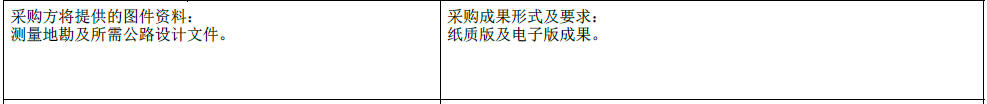 采购方将提供的图件资料：
测量地勘及所需公路设计文件。
采购成果形式及要求：
纸质版及电子版成果。